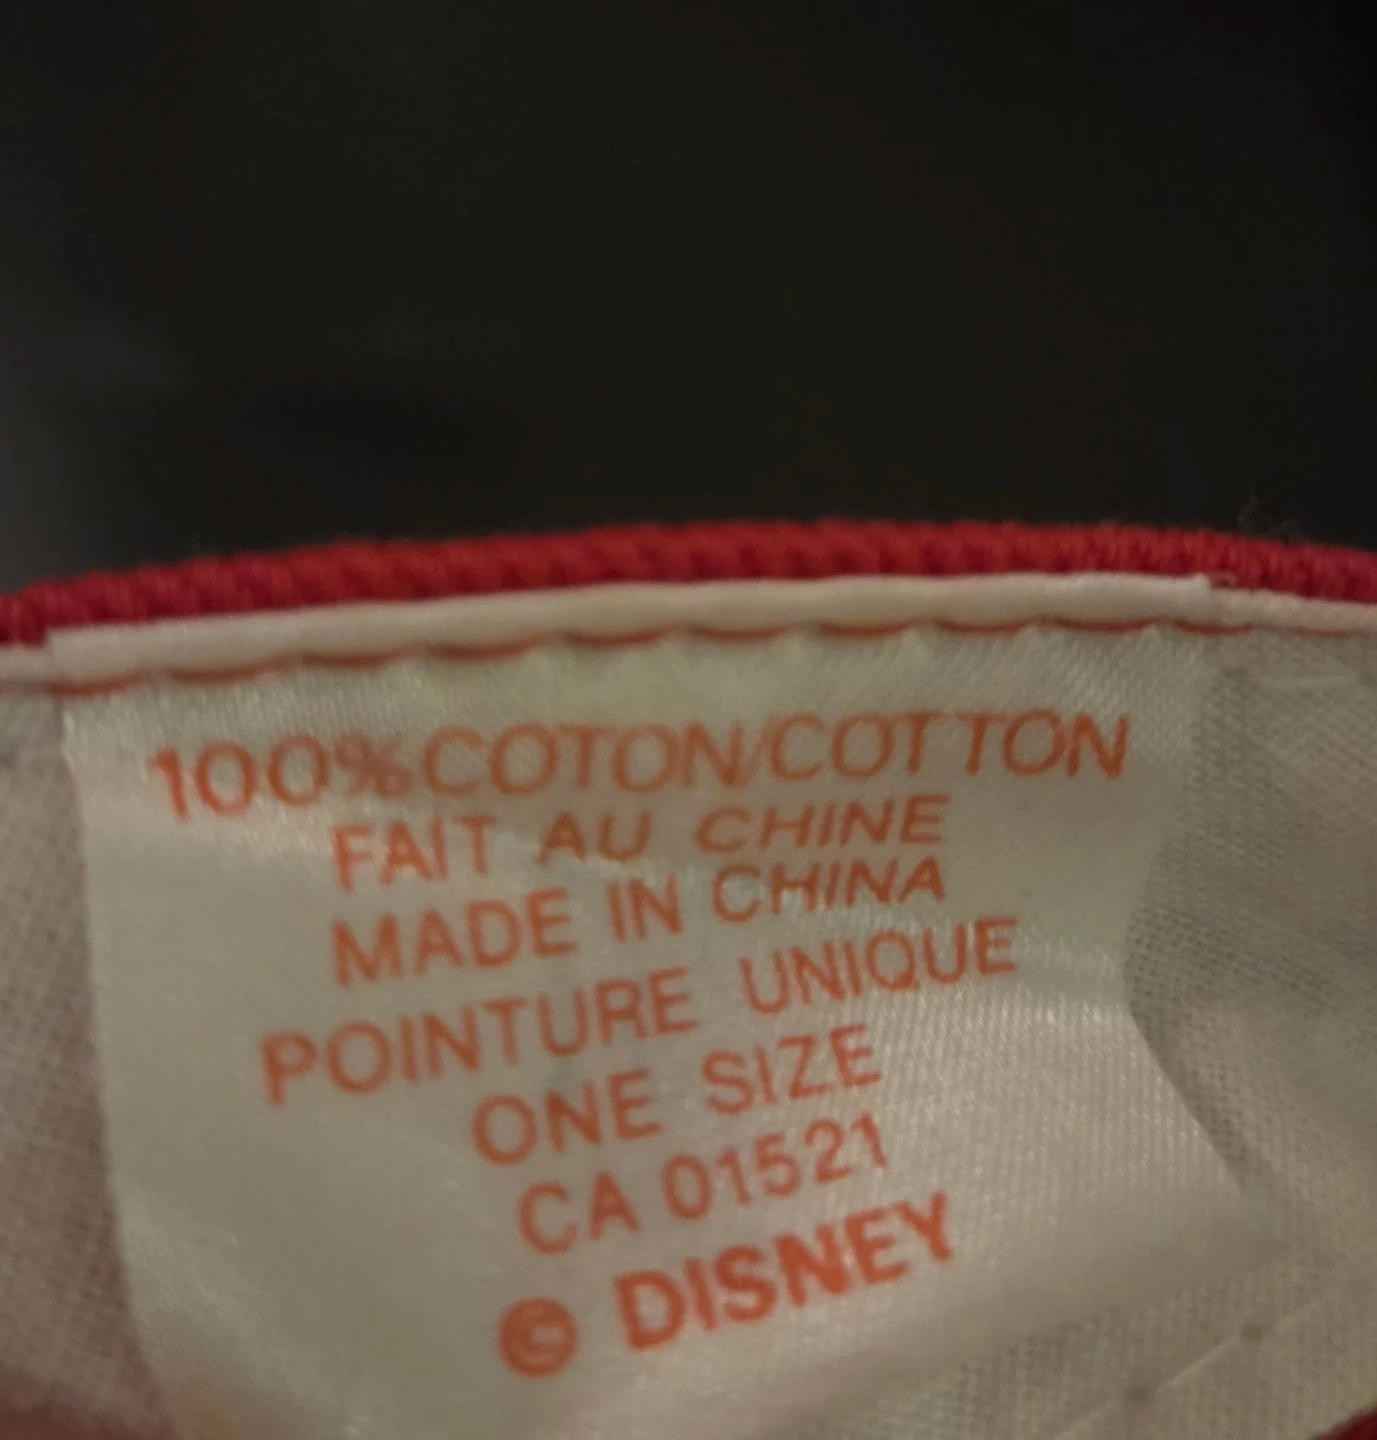 100% COTON/COTTON
FAIT AU CHINE
MADE IN CHINA
POINTURE UNIQUE
ONE SIZE
CA 01521
© DISNEY